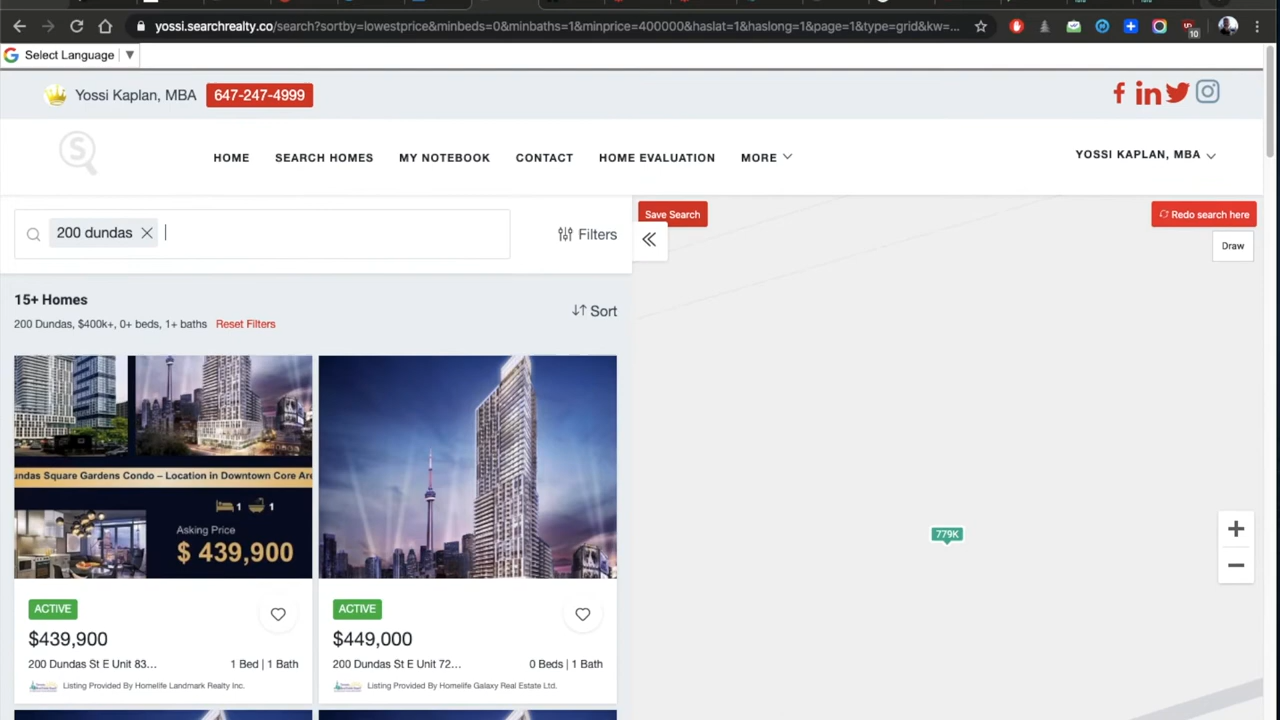 yossi.searchrealty.co/search?sortby=lowestprice&minbeds=0&minbaths=1&minprice=400000&haslat=1&haslong=1&page=1&type=grid&kw=...
10
G Select Language ▼
Yossi Kaplan, MBA 647-247-4999
S
HOME SEARCH HOMES MY NOTEBOOK CONTACT HOME EVALUATION MORE YOSSI KAPLAN, MBA
200 dundas Filters
Save Search Redo search here
Draw
15+ Homes
Sort
200 Dundas, $400k+, 0+ beds, 1+ baths Reset Filters
undas Square Gardens Condo – Location in Downtown Core Are
1 1
Asking Price
$ 439,900
779K
ACTIVE ACTIVE
$439,900 $449,000
200 Dundas St E Unit 83... 1 Bed | 1 Bath 200 Dundas St E Unit 72... 0 Beds | 1 Bath
Listing Provided By Homelife Landmark Realty Inc. Listing Provided By Homelife Galaxy Real Estate Ltd.